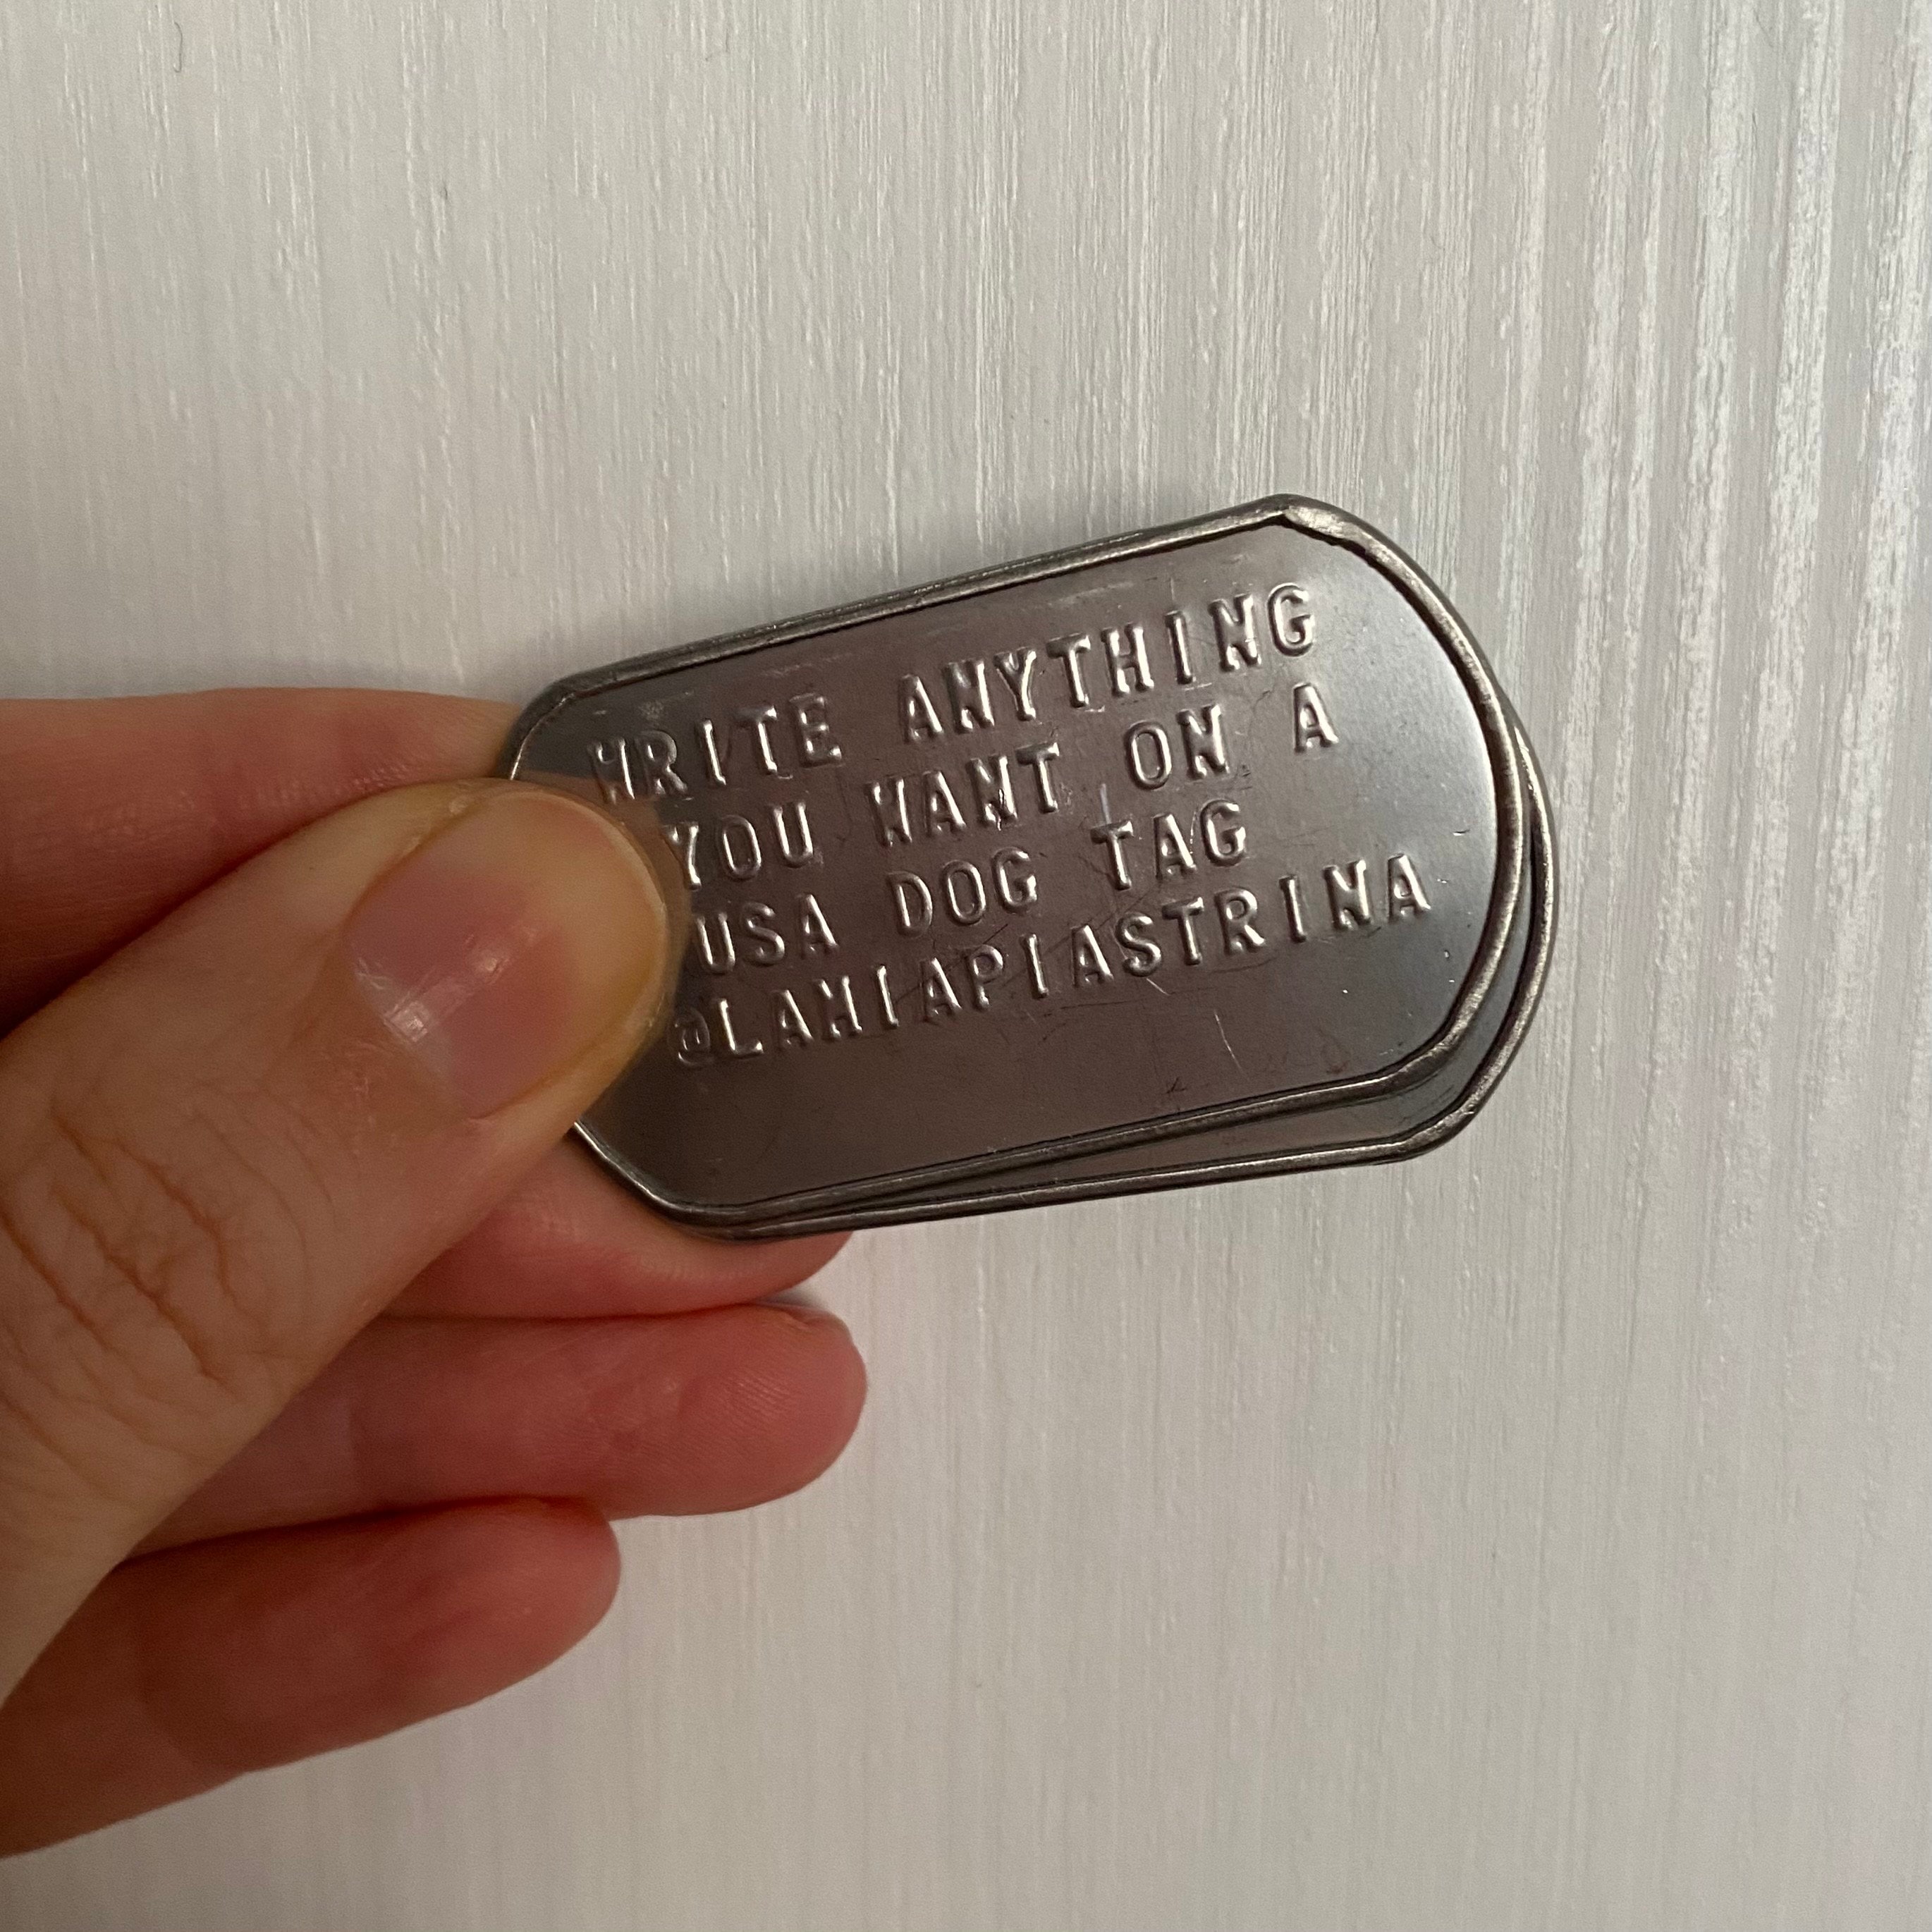 WRITE ANYTHING
YOU WANT ON A
USA DOG TAG
@LAMIAPIASTRINA